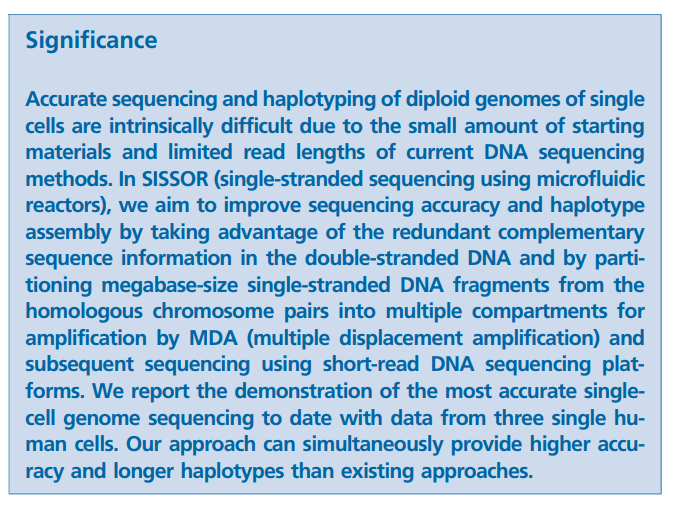 Significance
Accurate sequencing and haplotyping of diploid genomes of single
cells are intrinsically difficult due to the small amount of starting
materials and limited read lengths of current DNA sequencing
methods. In SISSOR (single-stranded sequencing using microfluidic
reactors), we aim to improve sequencing accuracy and haplotype
assembly by taking advantage of the redundant complementary
sequence information in the double-stranded DNA and by parti-
tioning megabase-size single-stranded DNA fragments from the
homologous chromosome pairs into multiple compartments for
amplification by MDA (multiple displacement amplification) and
subsequent sequencing using short-read DNA sequencing plat-
forms. We report the demonstration of the most accurate single-
cell genome sequencing to date with data from three single hu-
man cells. Our approach can simultaneously provide higher accu-
racy and longer haplotypes than existing approaches.